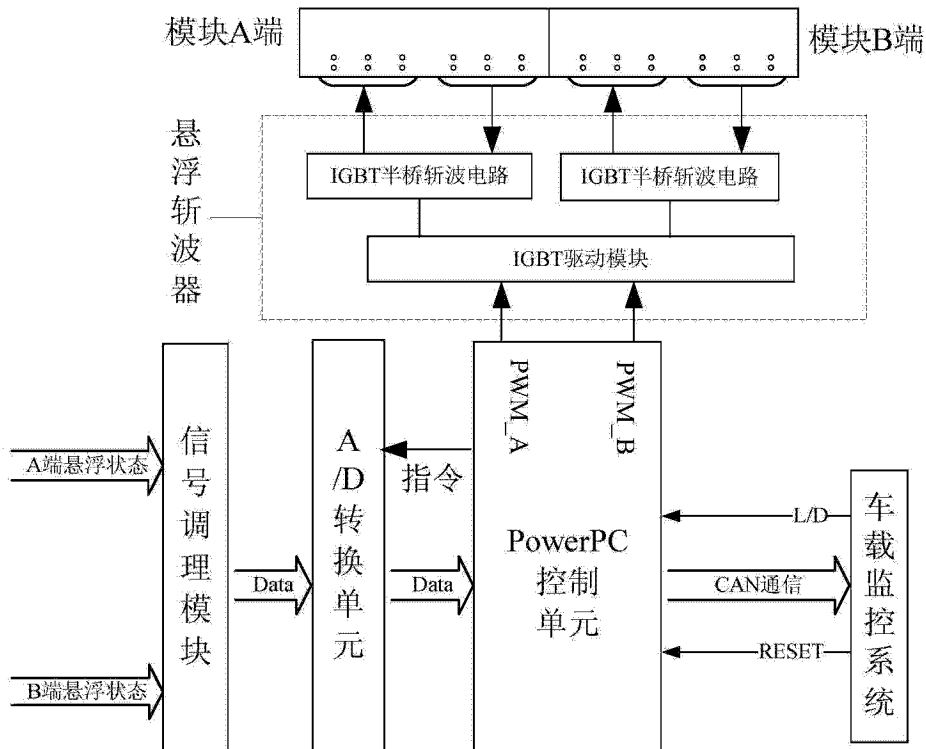 模块A端
模块B端
悬浮斩波器
IGBT半桥斩波电路
IGBT半桥斩波电路
IGBT驱动模块
PWM_A
PWM_B
A端悬浮状态
B端悬浮状态
信号调理模块
Data
A/D转换单元
指令
Data
PowerPC
控制
单元
L/D
CAN通信
RESET
车载监控系统